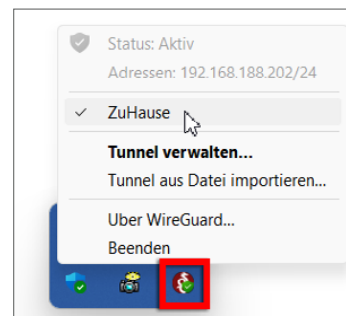 Status: Aktiv
Adressen: 192.168.188.202/24
ZuHause
Tunnel verwalten...
Tunnel aus Datei importieren...
Über WireGuard...
Beenden